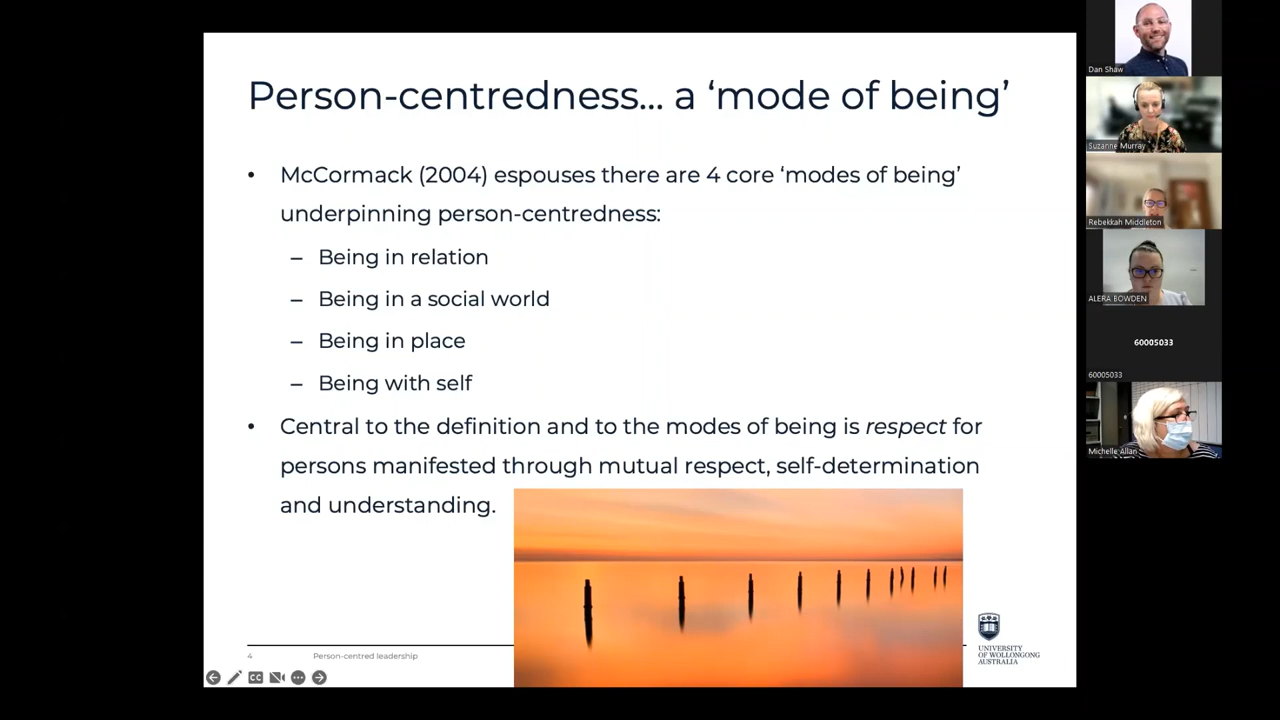 Person-centredness... a ‘mode of being’
• McCormack (2004) espouses there are 4 core ‘modes of being’
underpinning person-centredness:
– Being in relation
– Being in a social world
– Being in place
– Being with self
• Central to the definition and to the modes of being is respect for
persons manifested through mutual respect, self-determination
and understanding.
4 Person-centred leadership
UNIVERSITY
OF WOLLONGONG
AUSTRALIA
CC
Dan Shaw
Suzanne Murray
Rebekkah Middleton
ALERA BOWDEN
60005033
60005033
Michelle Allan